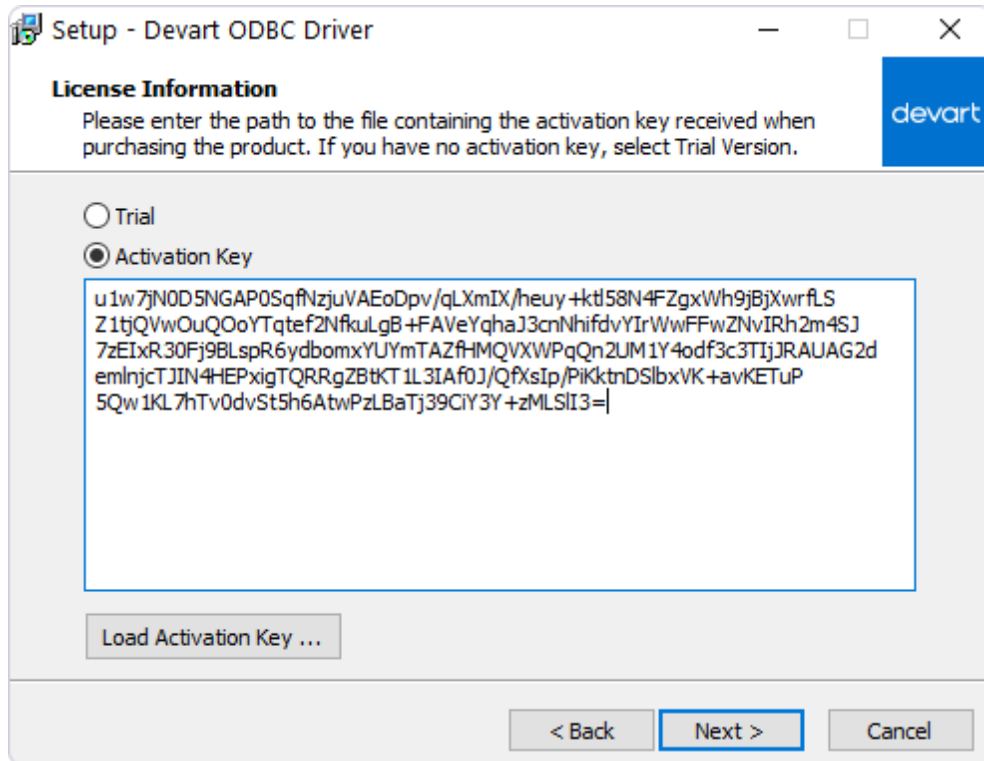 Setup - Devart ODBC Driver
License Information
Please enter the path to the file containing the activation key received when
purchasing the product. If you have no activation key, select Trial Version.
devart
Trial
Activation Key
u1w7jN0D5NGAP0SqfNzjuVAEoDpv/qLXmIX/heuy+ktl58N4FZgxWh9jBjXwrfLS
Z1tjQVwOuQOoYTqtef2NfkuLgB+FAVeYqhaJ3cnNhifdvYIrWwFFwZNvIRh2m4SJ
7zEIxR30Fj9BLspR6ydbomxYUYmTAZfHMQVXWPqQn2UM1Y4odf3c3TIjJRAUAG2d
emlnjcTJIN4HEPxigTQRRgZBtKT1L3IAf0J/QfXsIp/PiKktnDSlbxVK+avKETuP
5Qw1KL7hTv0dvSt5h6AtwPzLBaTj39CiY3Y+zMLSlI3=
Load Activation Key ...
< Back
Next >
Cancel